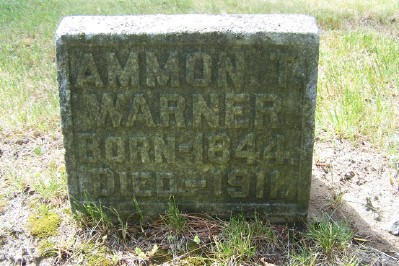 AMMON T
WARNER
BORN-1844.
DIED-1911.